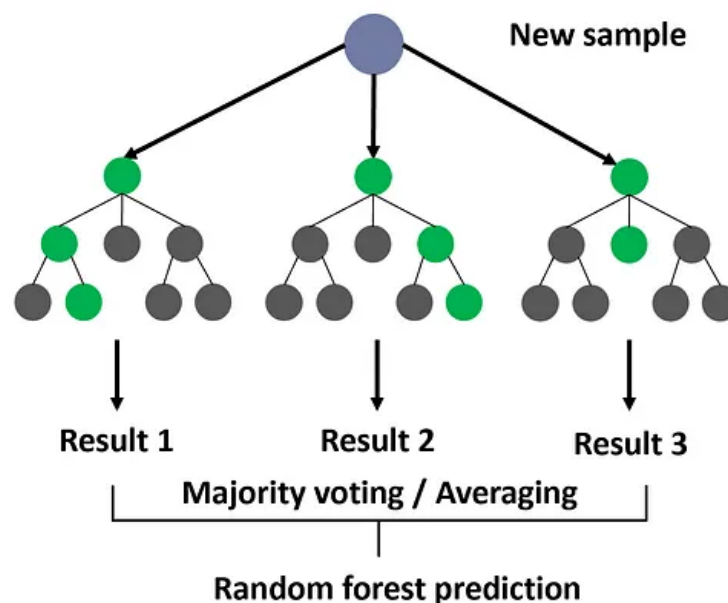 New sample
Result 1
Result 2
Result 3
Majority voting / Averaging
Random forest prediction